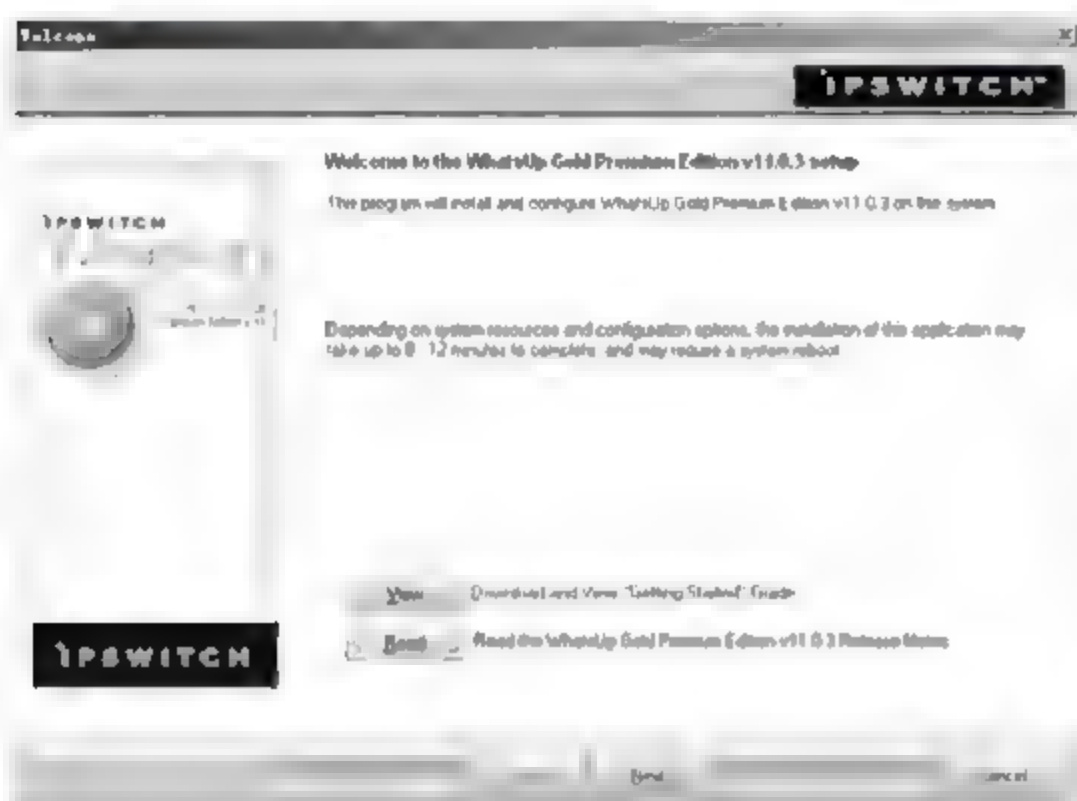 Welcome
IPSWITCH
Welcome to the WhatsUp Gold Premium Edition v11.0.3 setup
IPSWITCH
This program will install and configure WhatsUp Gold Premium Edition v11.0.3 on this system
Depending on system resources and configuration options, the installation of this application may
take up to 8 - 12 minutes to complete and may require a system reboot
View
Download and View "Getting Started" Guide
Read
Read the WhatsUp Gold Premium Edition v11.0.3 Release Notes
IPSWITCH
Next
Cancel